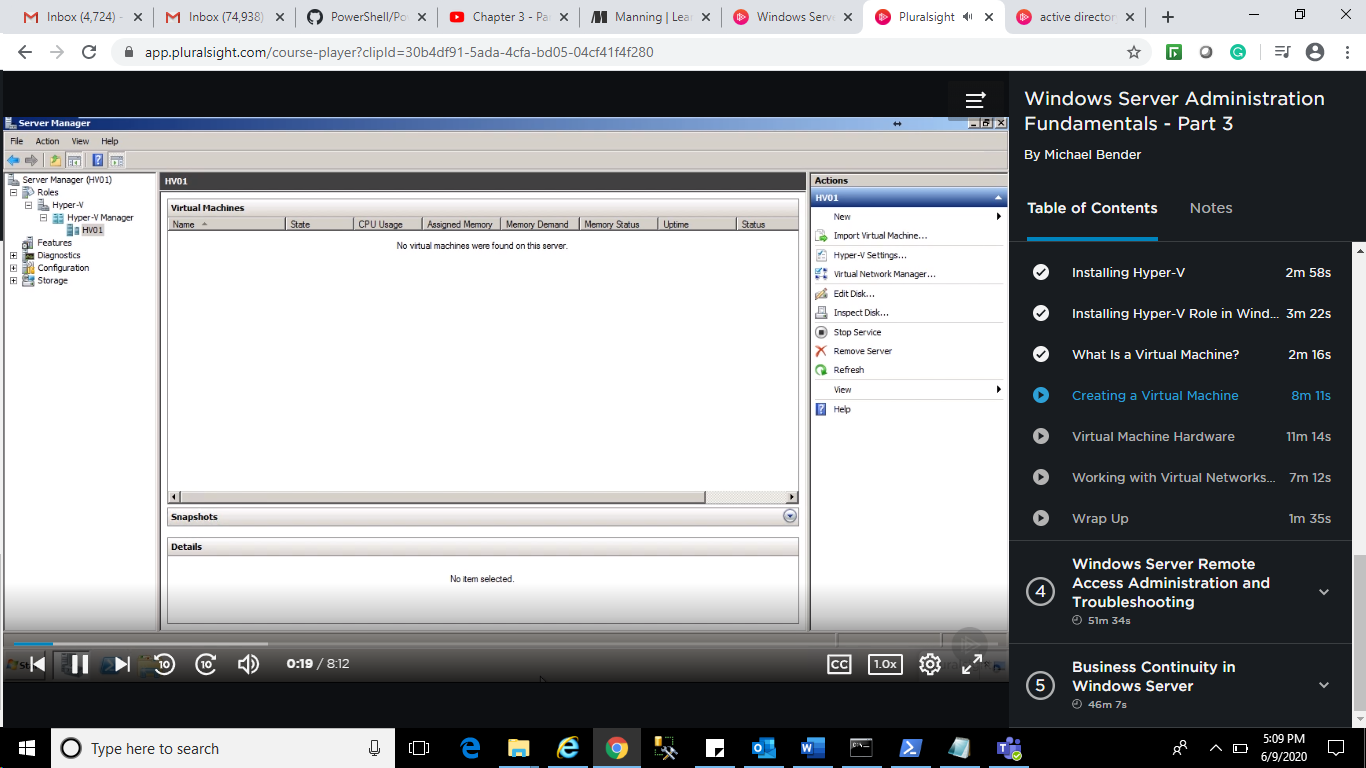 Inbox (4,724) -
Inbox (74,938)
PowerShell/Po
Chapter 3 - Pa
Manning | Lea
Windows Serve
Pluralsight
active director
app.pluralsight.com/course-player?clipId=30b4df91-5ada-4cfa-bd05-04cf41f4f280
Server Manager
File Action View Help
Server Manager (HV01)
Roles
Hyper-V
Hyper-V Manager
HV01
Features
Diagnostics
Configuration
Storage
HV01
Virtual Machines
Name State CPU Usage Assigned Memory Memory Demand Memory Status Uptime Status
No virtual machines were found on this server.
Snapshots
Details
No item selected.
Actions
HV01
New
Import Virtual Machine...
Hyper-V Settings...
Virtual Network Manager...
Edit Disk...
Inspect Disk...
Stop Service
Remove Server
Refresh
View
Help
10 10 0:19 / 8:12 CC 1.0x
Windows Server Administration
Fundamentals - Part 3
By Michael Bender
Table of Contents Notes
Installing Hyper-V 2m 58s
Installing Hyper-V Role in Wind... 3m 22s
What Is a Virtual Machine? 2m 16s
Creating a Virtual Machine 8m 11s
Virtual Machine Hardware 11m 14s
Working with Virtual Networks... 7m 12s
Wrap Up 1m 35s
4 Windows Server Remote
Access Administration and
Troubleshooting
51m 34s
5 Business Continuity in
Windows Server
46m 7s
Type here to search
5:09 PM
6/9/2020